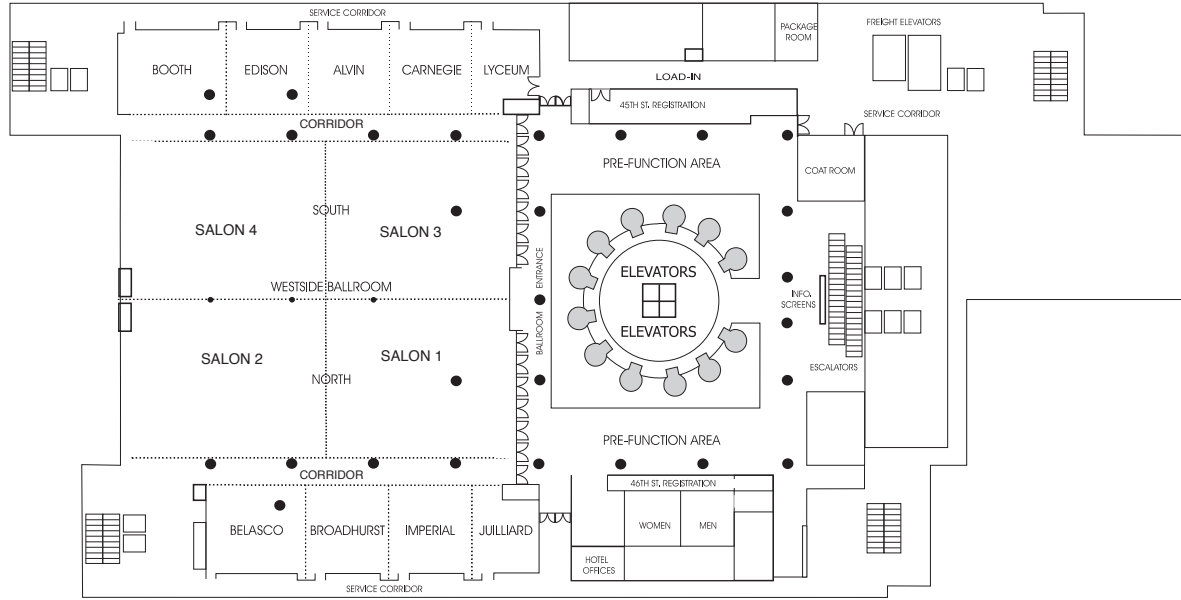 SERVICE CORRIDOR
PACKAGE
ROOM
FREIGHT ELEVATORS
BOOTH
EDISON
ALVIN
CARNEGIE
LYCEUM
LOAD-IN
45TH ST. REGISTRATION
SERVICE CORRIDOR
CORRIDOR
PRE-FUNCTION AREA
COAT ROOM
SOUTH
SALON 4
SALON 3
ELEVATORS
WESTSIDE BALLROOM
BALLROOM ENTRANCE
INFO.
SCREENS
ELEVATORS
SALON 2
SALON 1
ESCALATORS
NORTH
PRE-FUNCTION AREA
CORRIDOR
46TH ST. REGISTRATION
BELASCO
BROADHURST
IMPERIAL
JUILLIARD
WOMEN
MEN
HOTEL
OFFICES
SERVICE CORRIDOR